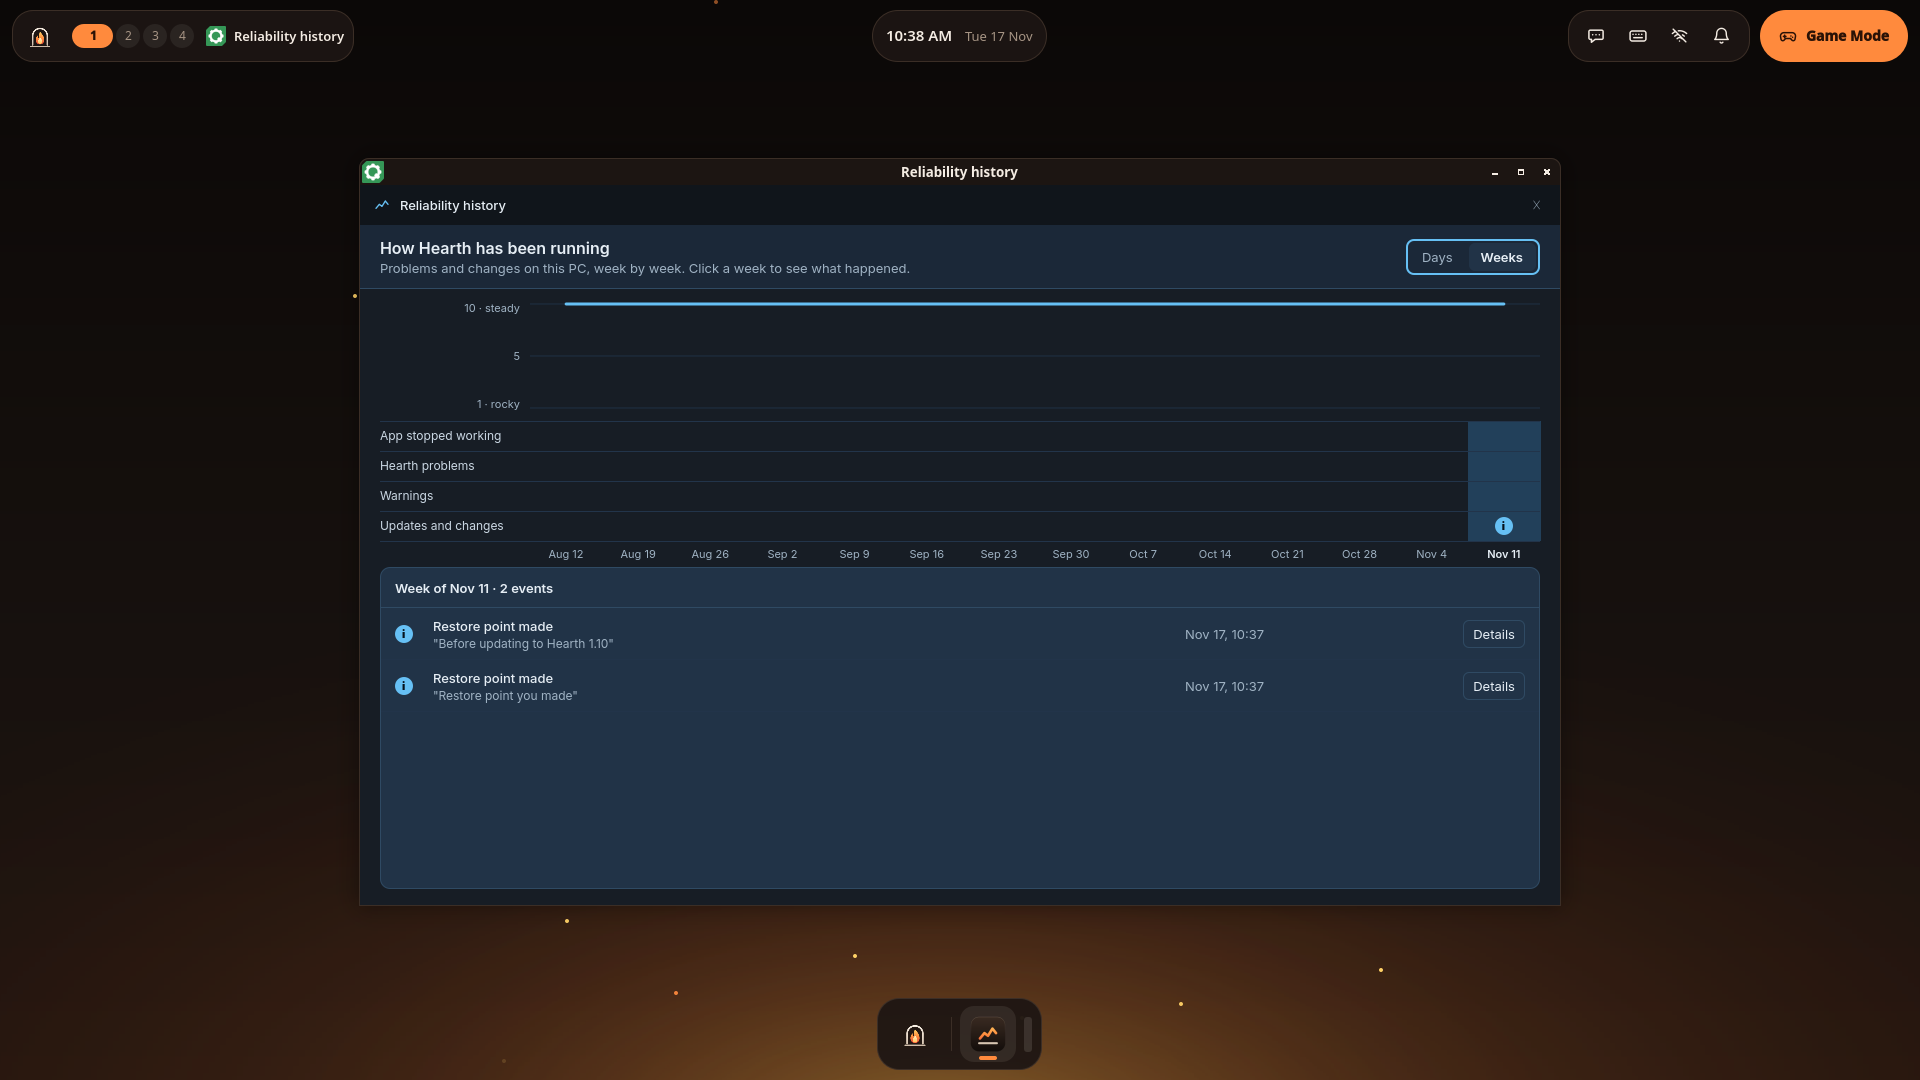 1 2 3 4 Reliability history
10:38 AM Tue 17 Nov
Game Mode
Reliability history
Reliability history
X
How Hearth has been running
Problems and changes on this PC, week by week. Click a week to see what happened.
Days Weeks
10 · steady
5
1 · rocky
App stopped working
Hearth problems
Warnings
Updates and changes
Aug 12 Aug 19 Aug 26 Sep 2 Sep 9 Sep 16 Sep 23 Sep 30 Oct 7 Oct 14 Oct 21 Oct 28 Nov 4 Nov 11
Week of Nov 11 · 2 events
Restore point made
"Before updating to Hearth 1.10"
Nov 17, 10:37
Details
Restore point made
"Restore point you made"
Nov 17, 10:37
Details